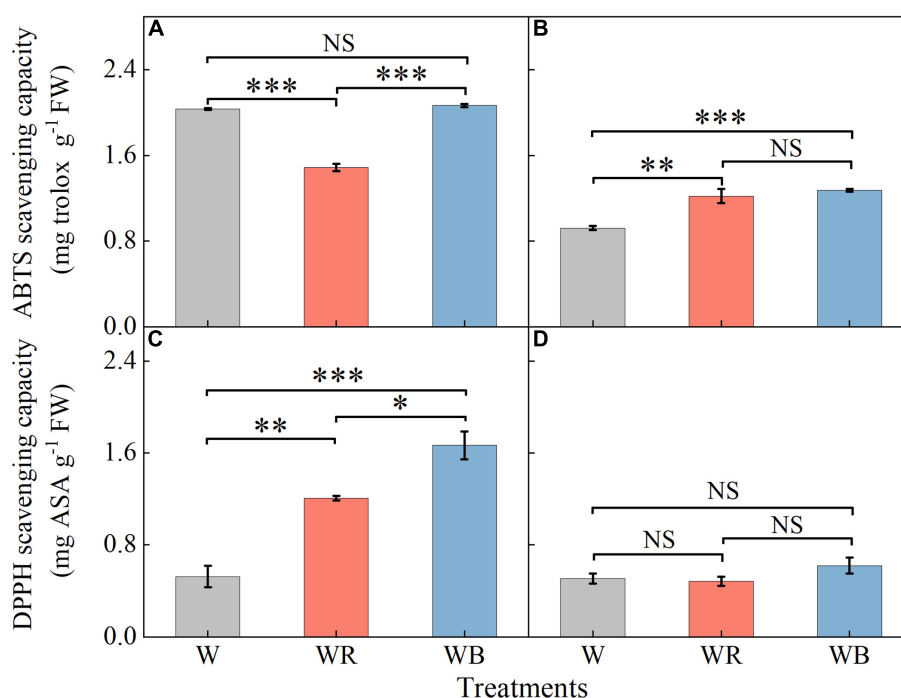 ABTS scavenging capacity
(mg trolox g-1 FW)
A
NS
***
***
2.4
1.6
0.8
0.0
B
***
**
NS
DPPH scavenging capacity
(mg ASA g-1 FW)
C
***
**
*
2.4
1.6
0.8
0.0
D
NS
NS
NS
W WR WB W WR WB
Treatments